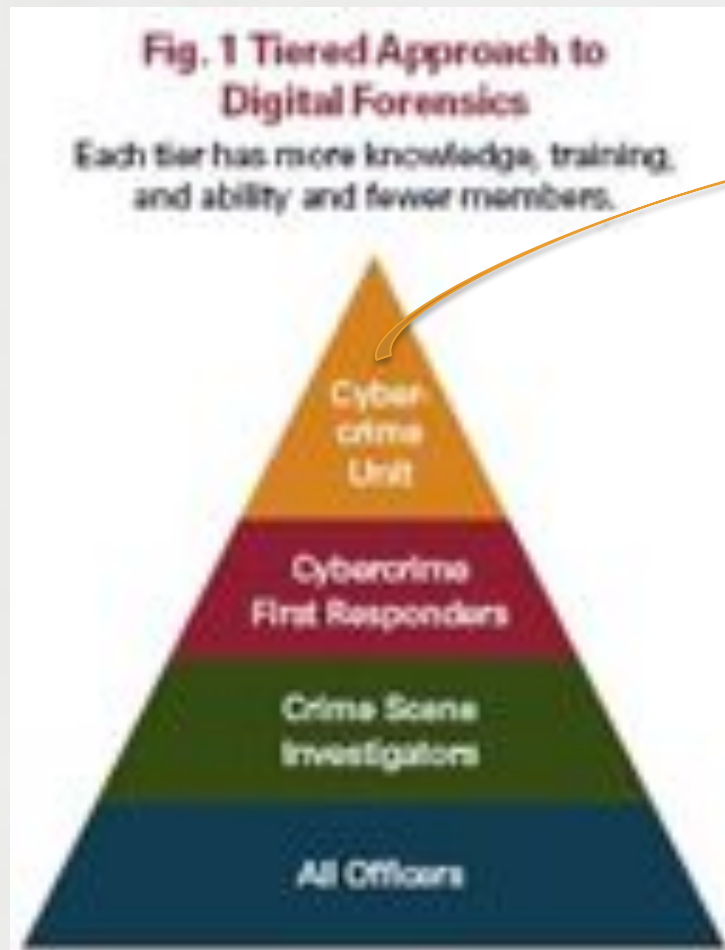 Fig. 1 Tiered Approach to
Digital Forensics
Each tier has more knowledge, training,
and ability and fewer members.
Cyber-
crime
Unit
Cybercrime
First Responders
Crime Scene
Investigators
All Officers